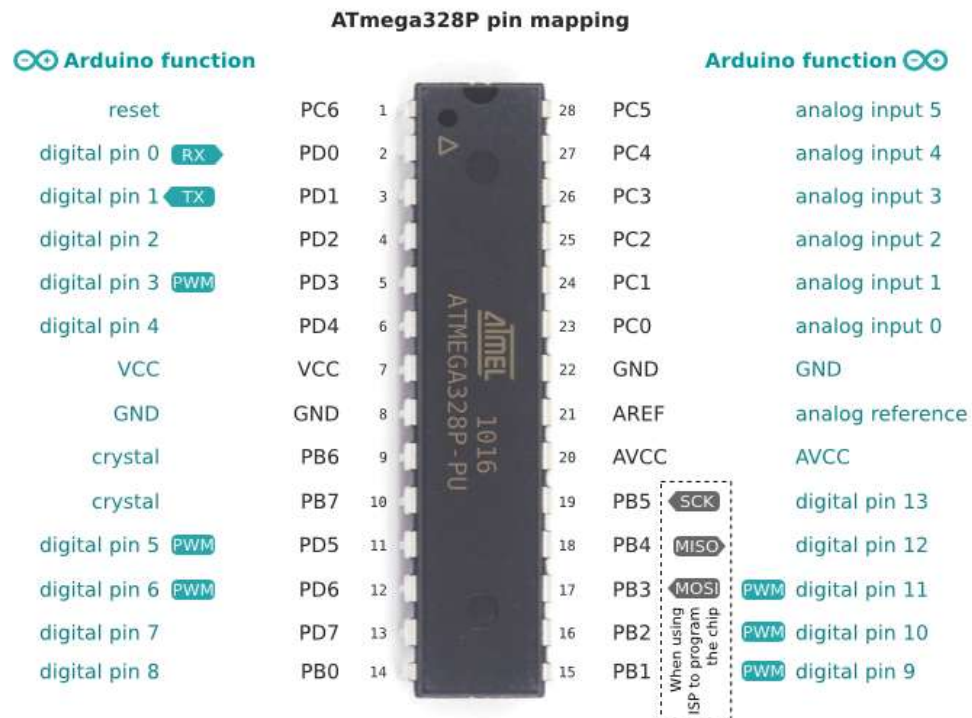 ATmega328P pin mapping
Arduino function
Arduino function
reset PC6 1 28 PC5 analog input 5
digital pin 0 RX PD0 2 27 PC4 analog input 4
digital pin 1 TX PD1 3 26 PC3 analog input 3
digital pin 2 PD2 4 25 PC2 analog input 2
digital pin 3 PWM PD3 5 24 PC1 analog input 1
digital pin 4 PD4 6 23 PC0 analog input 0
VCC VCC 7 22 GND GND
GND GND 8 21 AREF analog reference
crystal PB6 9 20 AVCC AVCC
crystal PB7 10 19 PB5 SCK digital pin 13
digital pin 5 PWM PD5 11 18 PB4 MISO digital pin 12
digital pin 6 PWM PD6 12 17 PB3 MOSI PWM digital pin 11
digital pin 7 PD7 13 16 PB2 PWM digital pin 10
digital pin 8 PB0 14 15 PB1 PWM digital pin 9
When using
ISP to program
the chip
ATMEL 1016
ATMEGA328P-PU